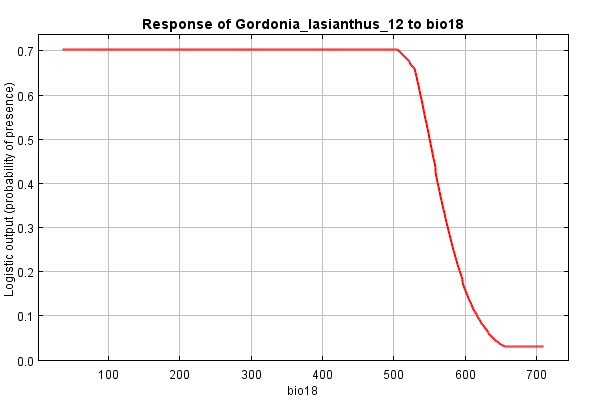 Response of Gordonia_lasianthus_12 to bio18
Logistic output (probability of presence)
0.7
0.6
0.5
0.4
0.3
0.2
0.1
0.0
100 200 300 400 500 600 700
bio18